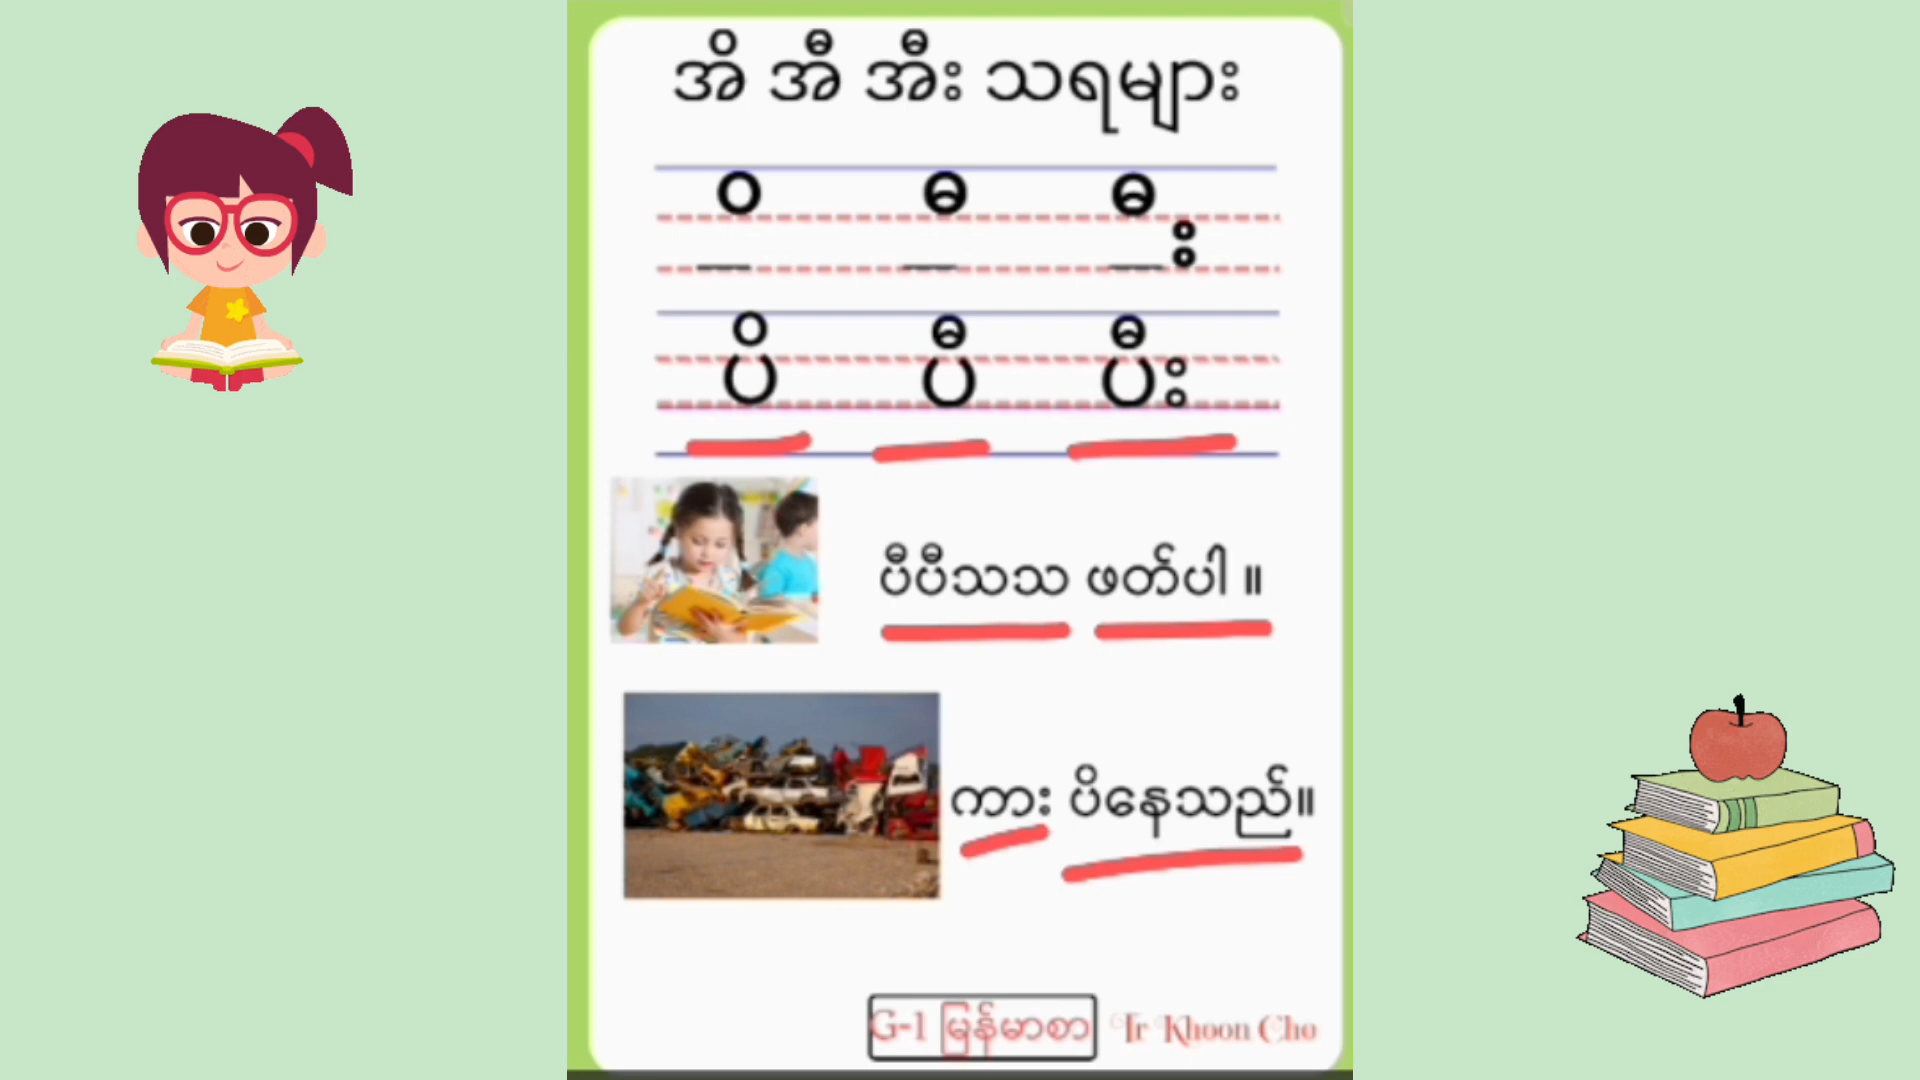 အိ အီ အီး သရများ
ိ ီ ီး
ပိ ပီ ပီး
ပီပီသသ ဖတ်ပါ ။
ကား ပိနေသည်။
G-1 မြန်မာစာ Tr Khoon Cho